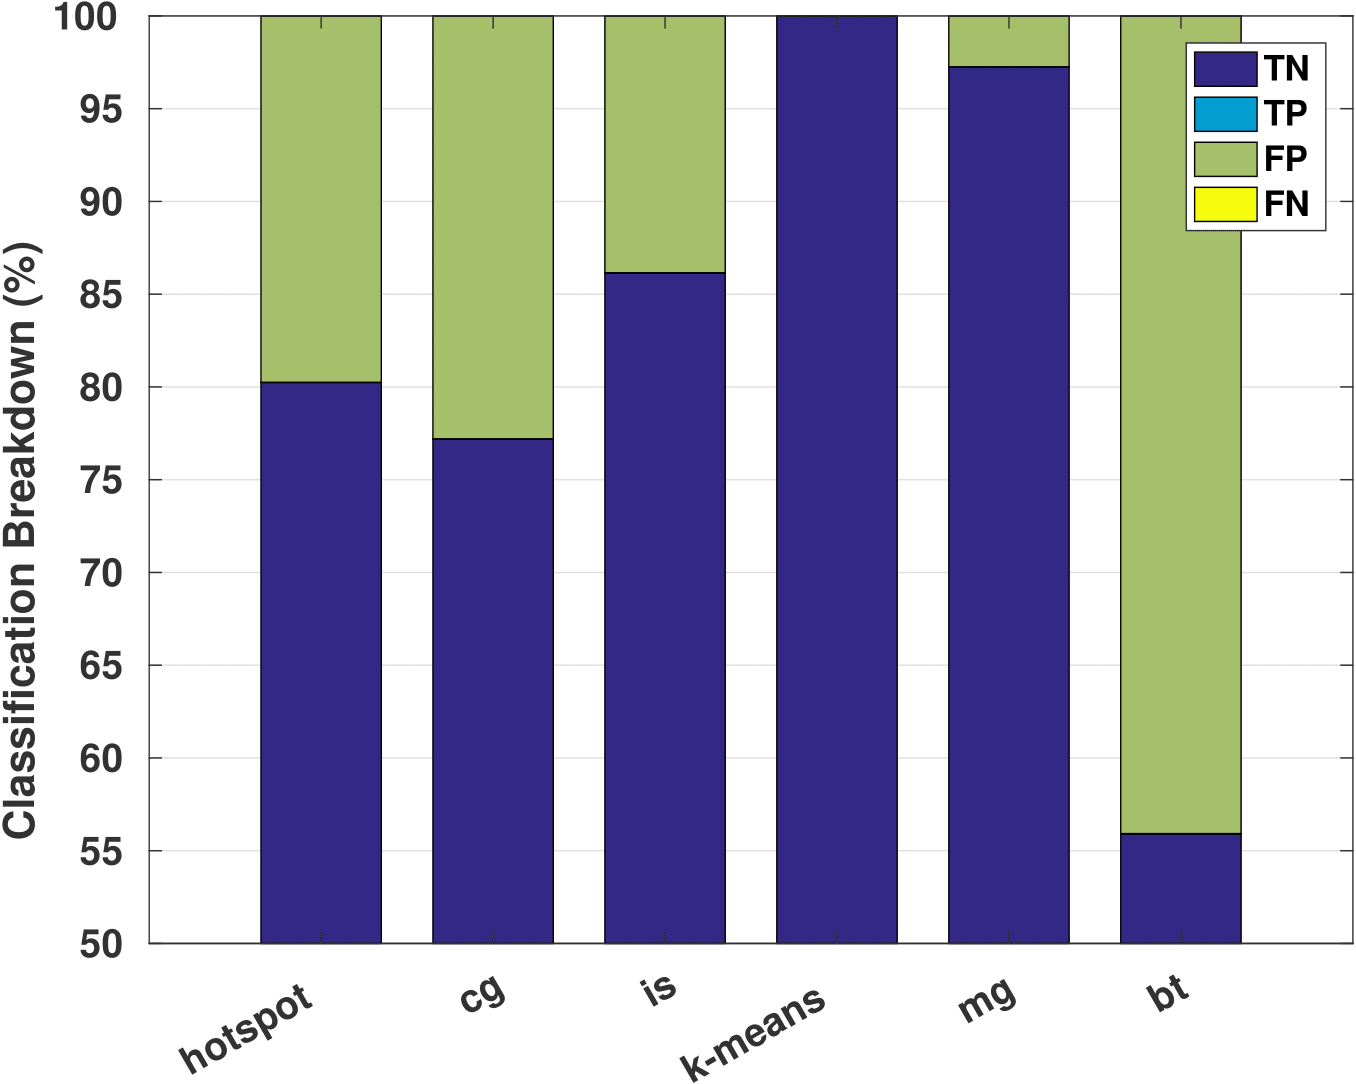 Classification Breakdown (%)
100
95
90
85
80
75
70
65
60
55
50
TN
TP
FP
FN
hotspot
cg
is
k-means
mg
bt